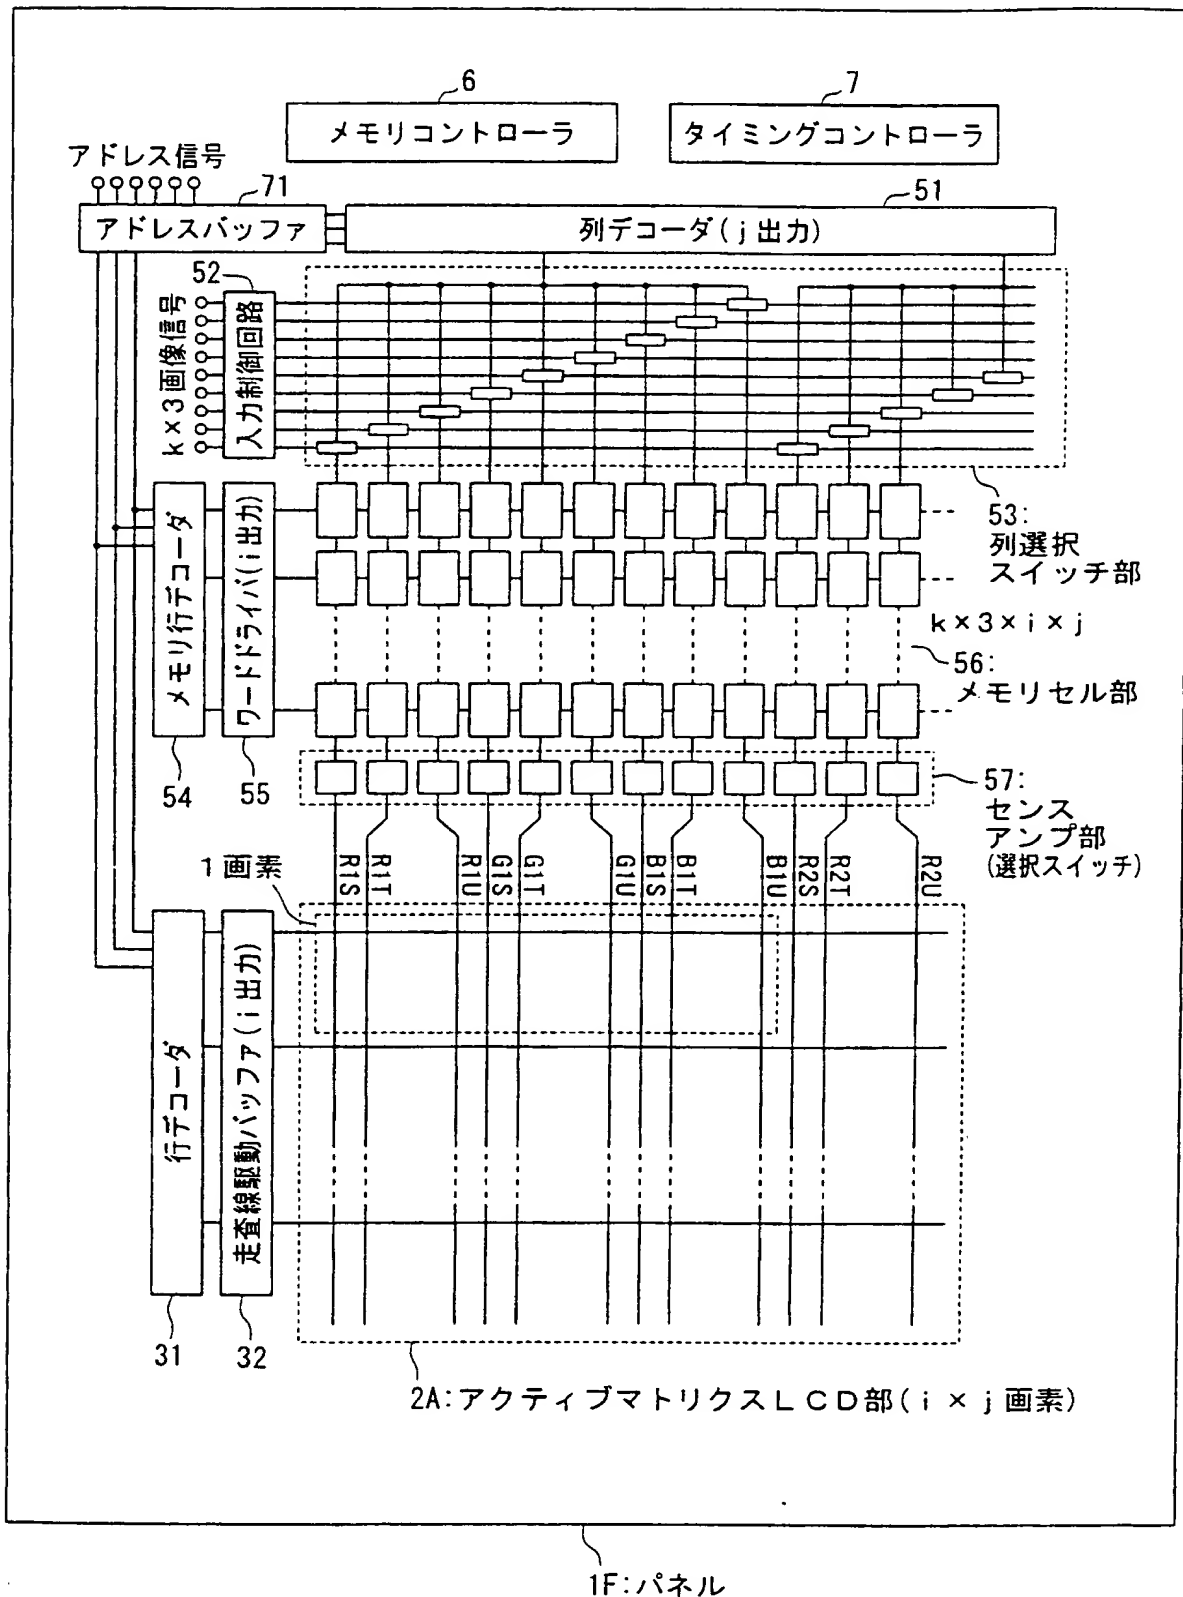 6
メモリコントローラ
7
タイミングコントローラ
アドレス信号
71
アドレスバッファ
51
列デコーダ(j出力)
52
k×3画像信号
入力制御回路
53:
列選択
スイッチ部
メモリ行デコーダ
ワードドライバ(i出力)
k×3×i×j
56:
メモリセル部
54
55
57:
センス
アンプ部
(選択スイッチ)
1画素
R1S
R1T
R1U
G1S
G1T
G1U
B1S
B1T
B1U
R2S
R2T
R2U
行デコーダ
走査線駆動バッファ(i出力)
31
32
2A:アクティブマトリクスLCD部(i×j画素)
1F:パネル